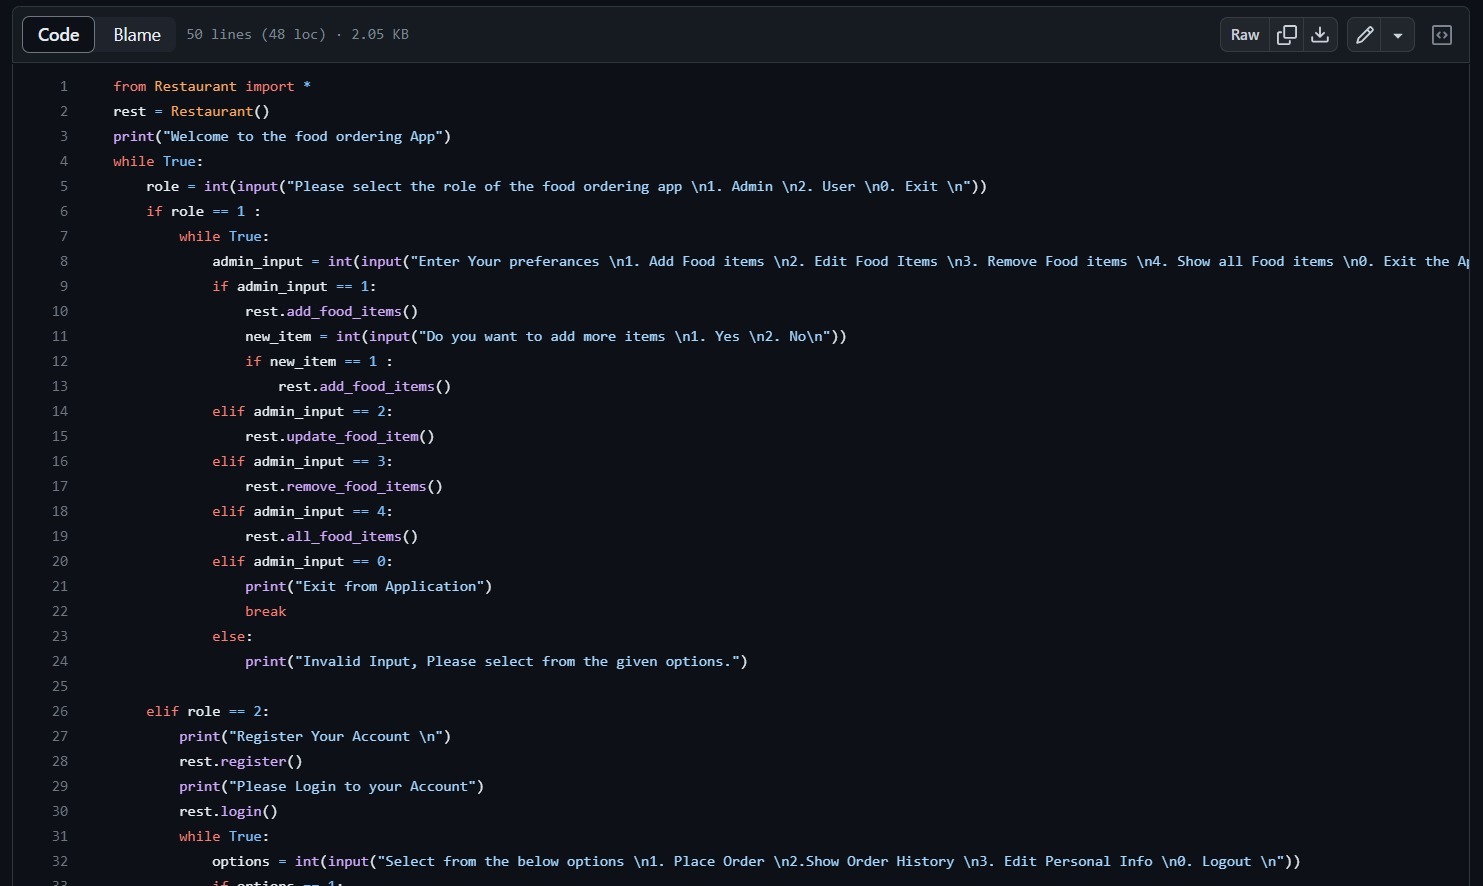 Code Blame 50 lines (48 loc) · 2.05 KB Raw
1 from Restaurant import *
2 rest = Restaurant()
3 print("Welcome to the food ordering App")
4 while True:
5 role = int(input("Please select the role of the food ordering app \n1. Admin \n2. User \n0. Exit \n"))
6 if role == 1 :
7 while True:
8 admin_input = int(input("Enter Your preferances \n1. Add Food items \n2. Edit Food Items \n3. Remove Food items \n4. Show all Food items \n0. Exit the
9 if admin_input == 1:
10 rest.add_food_items()
11 new_item = int(input("Do you want to add more items \n1. Yes \n2. No\n"))
12 if new_item == 1 :
13 rest.add_food_items()
14 elif admin_input == 2:
15 rest.update_food_item()
16 elif admin_input == 3:
17 rest.remove_food_items()
18 elif admin_input == 4:
19 rest.all_food_items()
20 elif admin_input == 0:
21 print("Exit from Application")
22 break
23 else:
24 print("Invalid Input, Please select from the given options.")
25
26 elif role == 2:
27 print("Register Your Account \n")
28 rest.register()
29 print("Please Login to your Account")
30 rest.login()
31 while True:
32 options = int(input("Select from the below options \n1. Place Order \n2.Show Order History \n3. Edit Personal Info \n0. Logout \n"))
33 if options == 1: